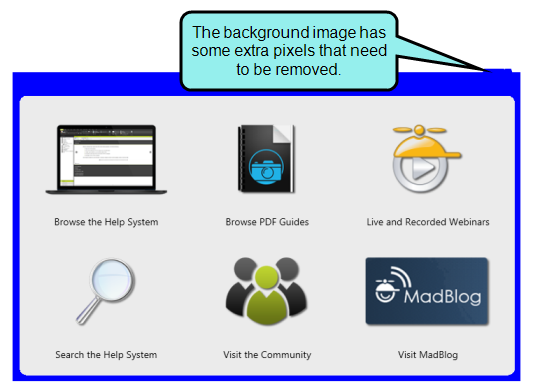 The background image has
some extra pixels that need
to be removed.
Browse the Help System
Browse PDF Guides
Live and Recorded Webinars
MadBlog
Search the Help System
Visit the Community
Visit MadBlog